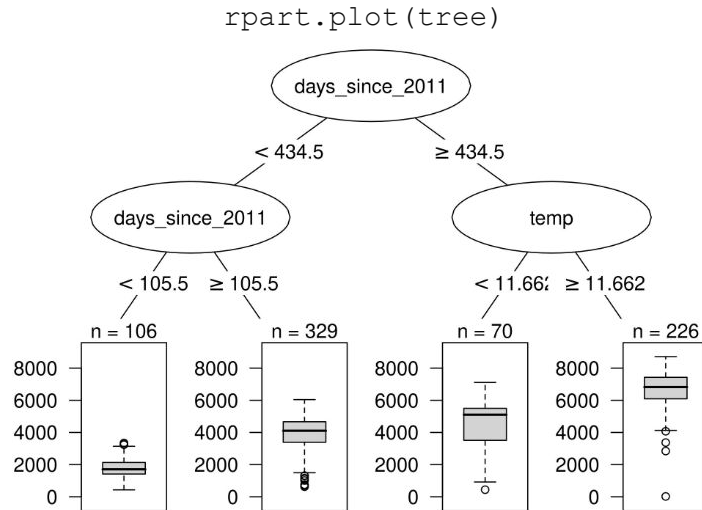 rpart.plot(tree)
days_since_2011
< 434.5 ≥ 434.5
days_since_2011 temp
< 105.5 ≥ 105.5 < 11.662 ≥ 11.662
n = 106 n = 329 n = 70 n = 226
8000 8000 8000 8000
6000 6000 6000 6000
4000 4000 4000 4000
2000 2000 2000 2000
0 0 0 0